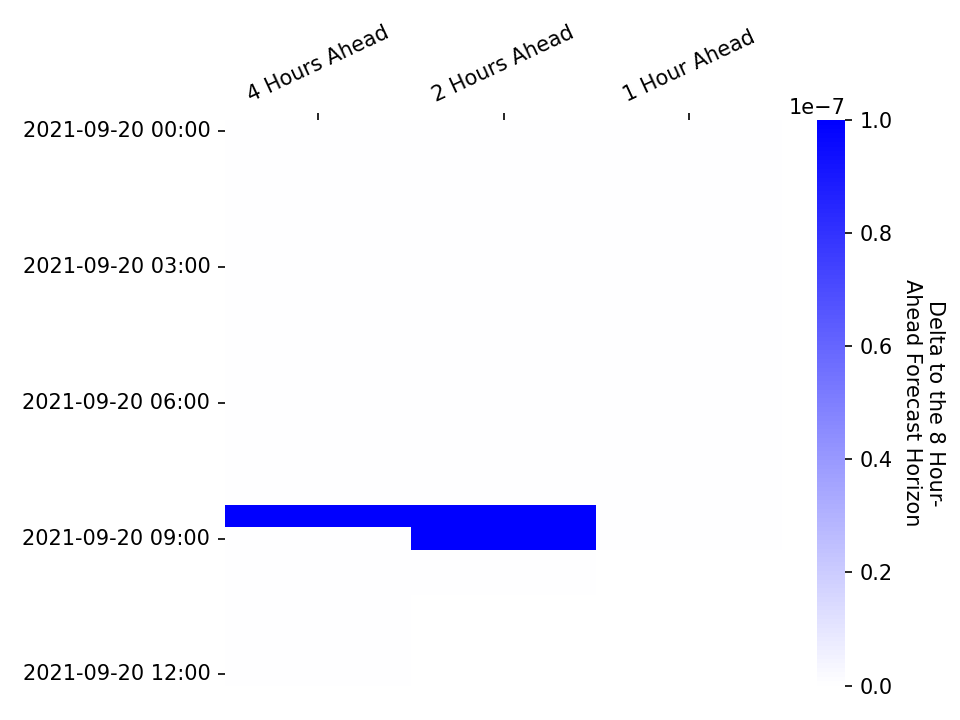 4 Hours Ahead
2 Hours Ahead
1 Hour Ahead
2021-09-20 00:00
2021-09-20 03:00
2021-09-20 06:00
2021-09-20 09:00
2021-09-20 12:00
1e−7
1.0
0.8
0.6
0.4
0.2
0.0
Delta to the 8 Hour-
Ahead Forecast Horizon